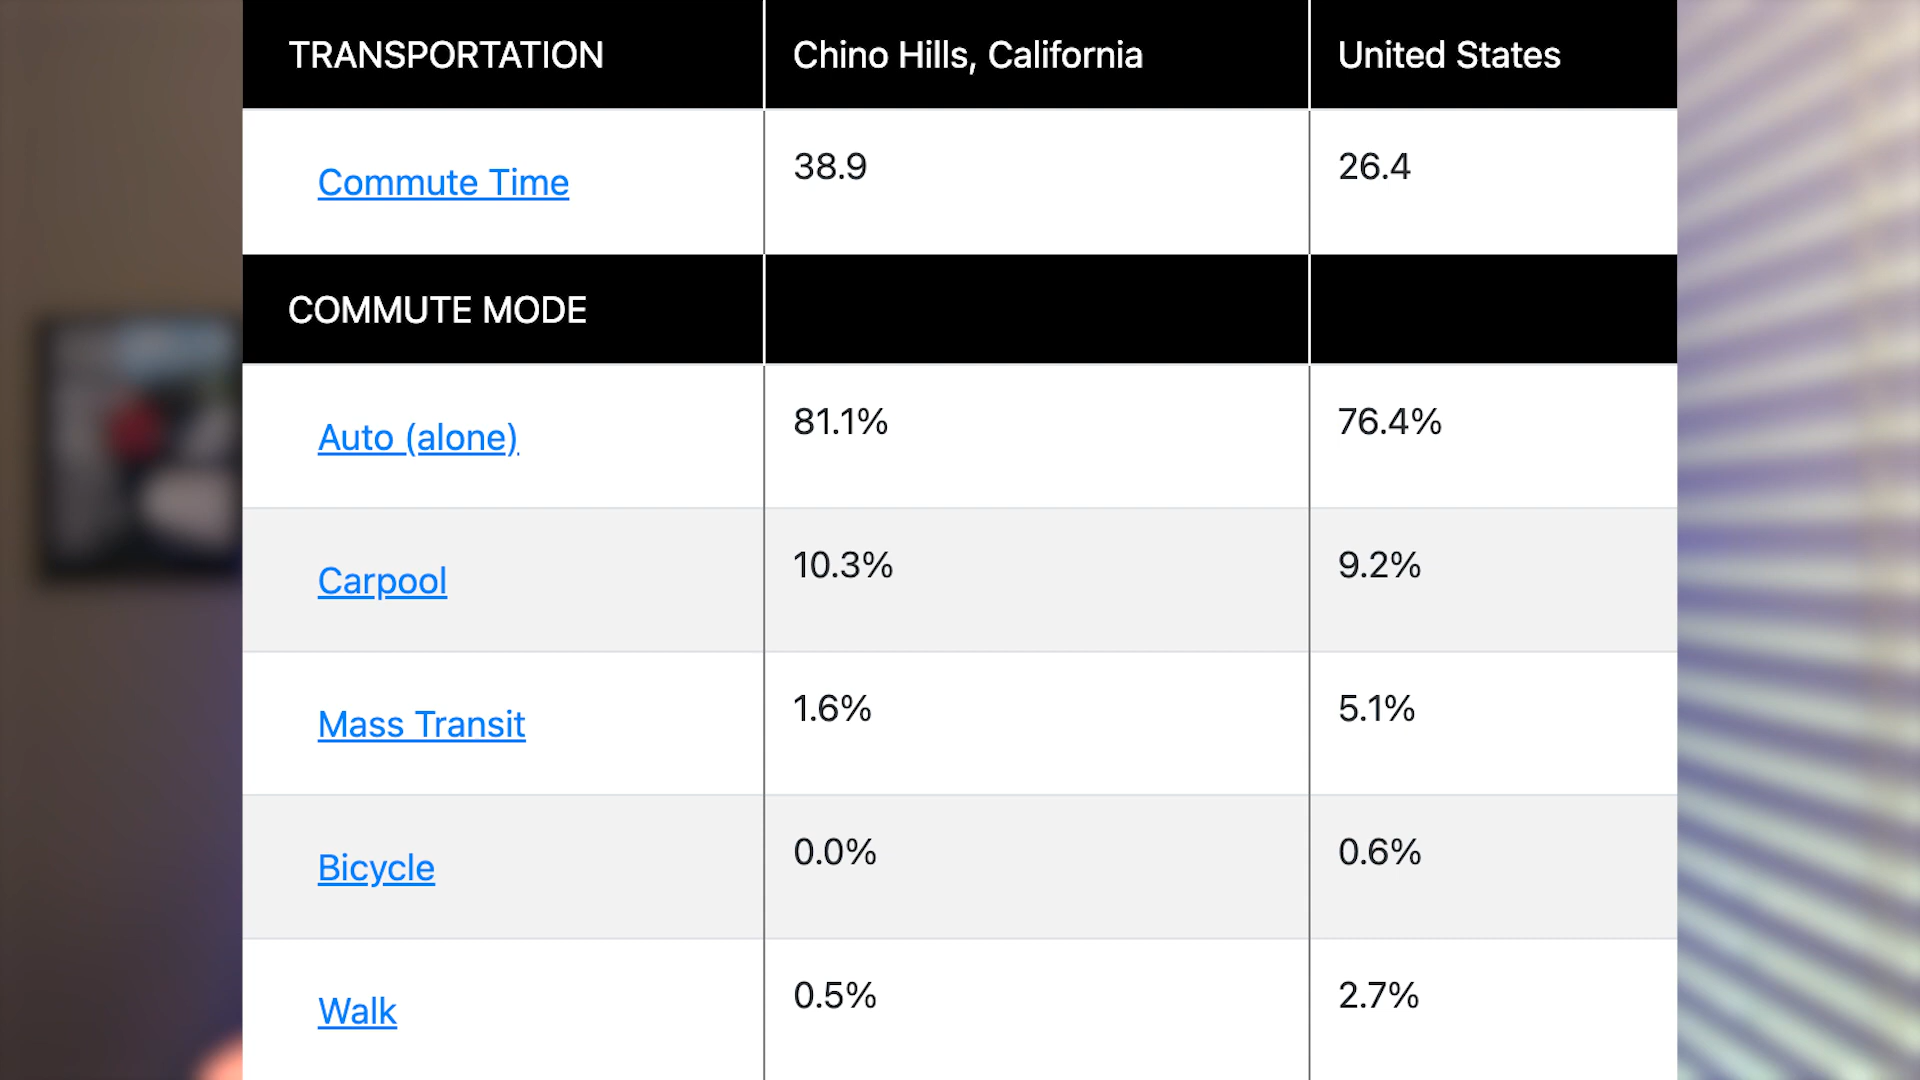 TRANSPORTATION Chino Hills, California United States
Commute Time 38.9 26.4
COMMUTE MODE
Auto (alone) 81.1% 76.4%
Carpool 10.3% 9.2%
Mass Transit 1.6% 5.1%
Bicycle 0.0% 0.6%
Walk 0.5% 2.7%